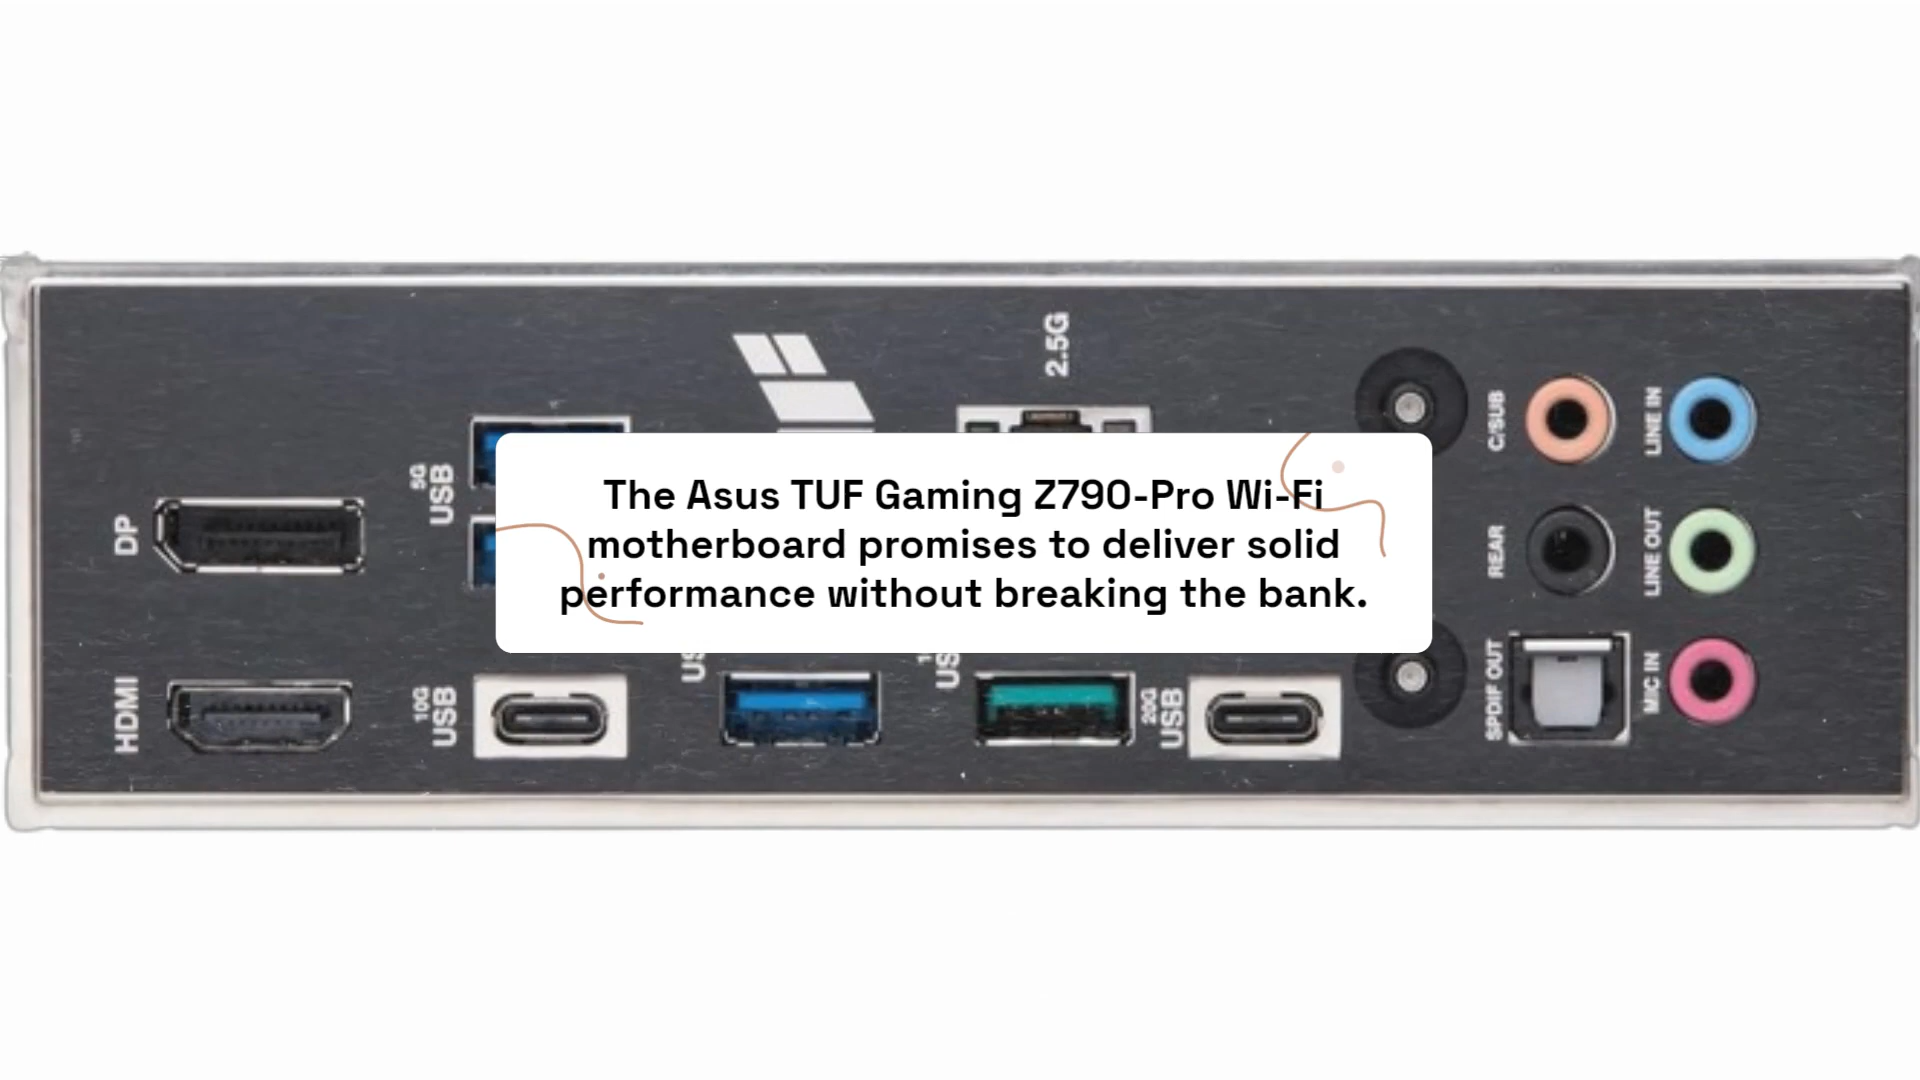 2.5G
C/SUB
LINE IN
5G
USB
The Asus TUF Gaming Z790-Pro Wi-Fi
motherboard promises to deliver solid
performance without breaking the bank.
DP
REAR
LINE OUT
HDMI
10G
USB
20G
USB
SPDIF OUT
MIC IN